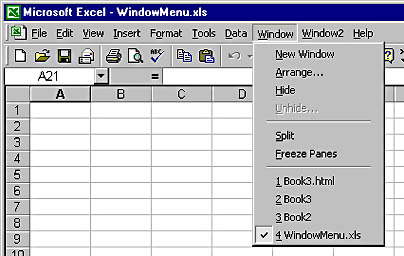 Microsoft Excel - WindowMenu.xls
File Edit View Insert Format Tools Data Window Window2 Help
New Window
Arrange...
Hide
Unhide...
Split
Freeze Panes
1 Book3.html
2 Book3
3 Book2
4 WindowMenu.xls
A21 =
A B C D
1
2
3
4
5
6
7
8
9